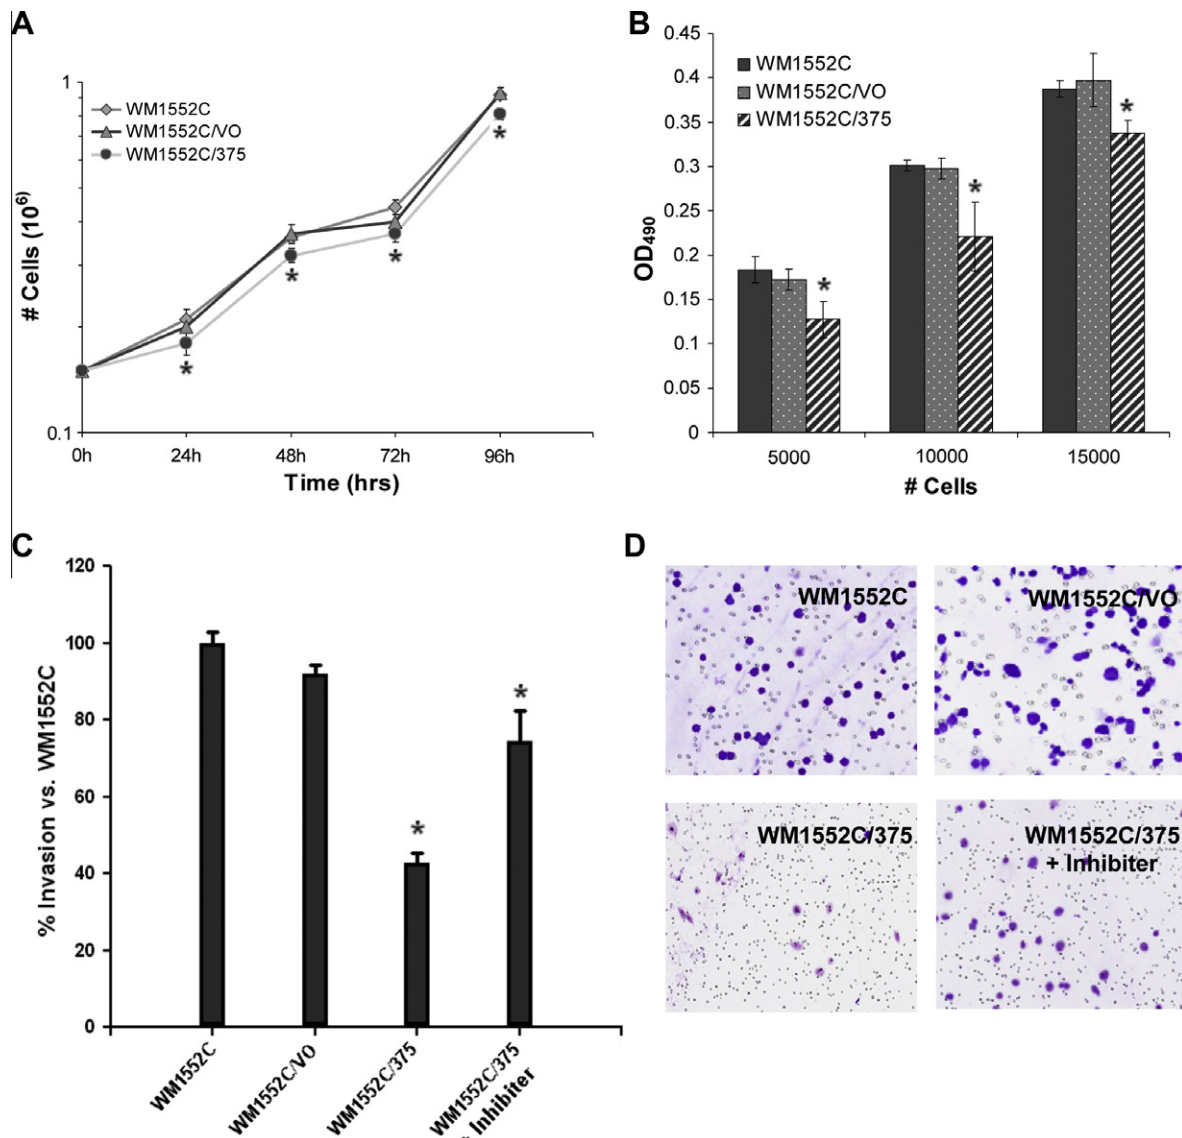 A
1
WM1552C
WM1552C/VO
WM1552C/375
# Cells (10⁶)
*
*
*
*
0.1
0h
24h
48h
72h
96h
Time (hrs)
B
0.45
0.4
0.35
0.3
0.25
0.2
0.15
0.1
0.05
0
OD₄₉₀
WM1552C
WM1552C/VO
WM1552C/375
*
*
*
5000
10000
15000
# Cells
C
120
100
80
60
40
20
0
% Invasion vs. WM1552C
*
*
WM1552C
WM1552C/VO
WM1552C/375
WM1552C/375
Inhibiter
D
WM1552C
WM1552C/VO
WM1552C/375
WM1552C/375
+ Inhibiter